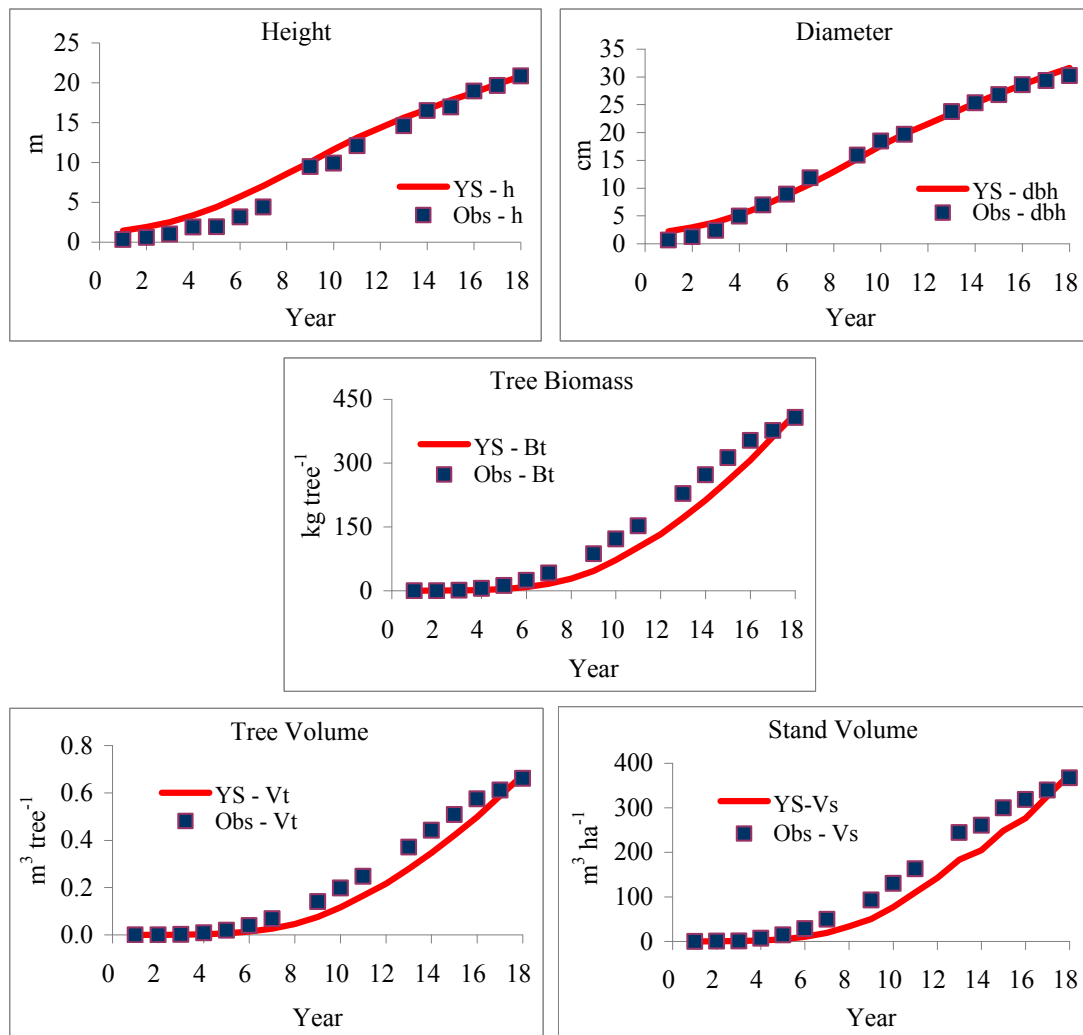 Height
25
20
15
10
5
0
m
YS - h
Obs - h
0 2 4 6 8 10 12 14 16 18
Year
Diameter
35
30
25
20
15
10
5
0
cm
YS - dbh
Obs - dbh
0 2 4 6 8 10 12 14 16 18
Year
Tree Biomass
450
300
150
0
kg tree⁻¹
YS - Bt
Obs - Bt
0 2 4 6 8 10 12 14 16 18
Year
Tree Volume
0.8
0.6
0.4
0.2
0.0
m³ tree⁻¹
YS - Vt
Obs - Vt
0 2 4 6 8 10 12 14 16 18
Year
Stand Volume
400
300
200
100
0
m³ ha⁻¹
YS-Vs
Obs - Vs
0 2 4 6 8 10 12 14 16 18
Year